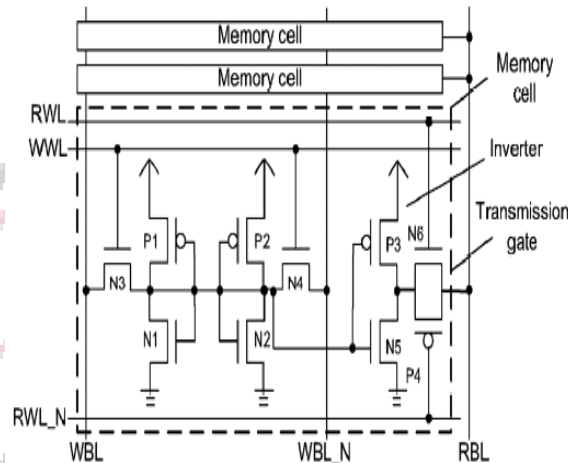 Memory cell
Memory cell
Memory
cell
RWL
WWL
Inverter
P1
P2
P3
N6
Transmission
gate
N3
N4
N1
N2
N5
P4
RWL_N
WBL
WBL_N
RBL